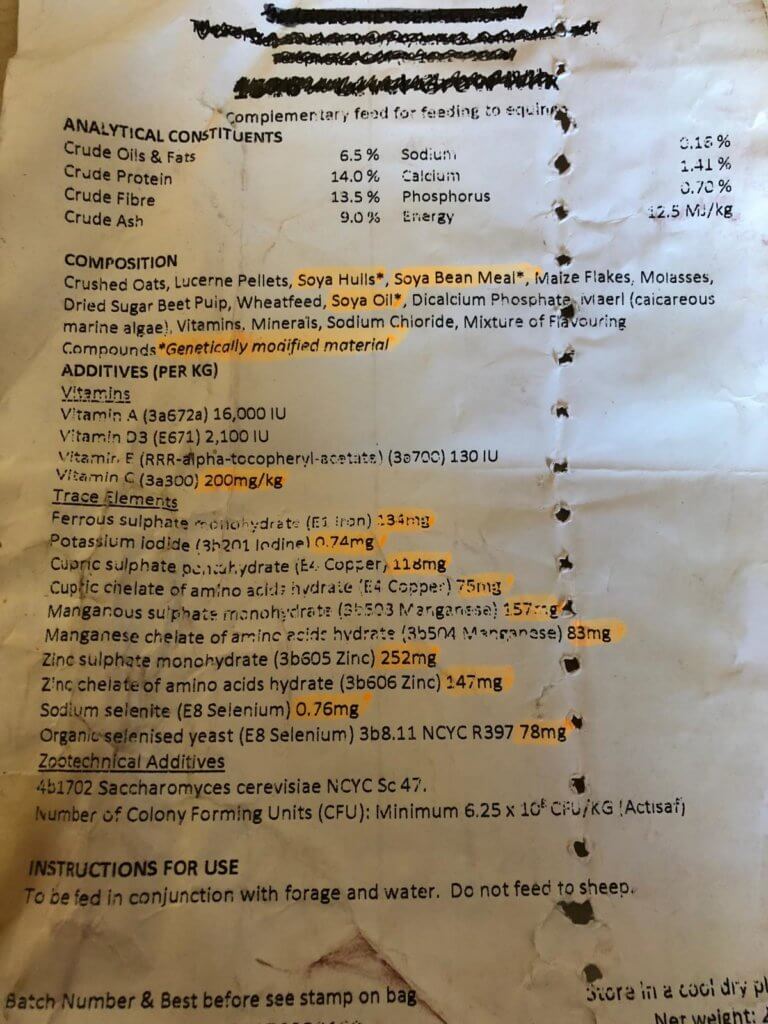 Complementary feed for feeding to equines
ANALYTICAL CONSTITUENTS
Crude Oils & Fats 6.5 % Sodium 0.16 %
Crude Protein 14.0 % Calcium 1.41 %
Crude Fibre 13.5 % Phosphorus 0.70 %
Crude Ash 9.0 % Energy 12.5 MJ/kg
COMPOSITION
Crushed Oats, Lucerne Pellets, Soya Hulls*, Soya Bean Meal*, Maize Flakes, Molasses,
Dried Sugar Beet Pulp, Wheatfeed, Soya Oil*, Dicalcium Phosphate, Maerl (calcareous
marine algae), Vitamins, Minerals, Sodium Chloride, Mixture of Flavouring
Compounds *Genetically modified material
ADDITIVES (PER KG)
Vitamins
Vitamin A (3a672a) 16,000 IU
Vitamin D3 (E671) 2,100 IU
Vitamin E (RRR-alpha-tocopheryl-acetate) (3a700) 130 IU
Vitamin C (3a300) 200mg/kg
Trace Elements
Ferrous sulphate monohydrate (E1 Iron) 134mg
Potassium iodide (3b201 Iodine) 0.74mg
Cupric sulphate pentahydrate (E4 Copper) 118mg
Cupric chelate of amino acids hydrate (E4 Copper) 75mg
Manganous sulphate monohydrate (3b503 Manganese) 157mg
Manganese chelate of amino acids hydrate (3b504 Manganese) 83mg
Zinc sulphate monohydrate (3b605 Zinc) 252mg
Zinc chelate of amino acids hydrate (3b606 Zinc) 147mg
Sodium selenite (E8 Selenium) 0.76mg
Organic selenised yeast (E8 Selenium) 3b8.11 NCYC R397 78mg
Zootechnical Additives
4b1702 Saccharomyces cerevisiae NCYC Sc 47.
Number of Colony Forming Units (CFU): Minimum 6.25 x CFU/KG (Actisaf)
INSTRUCTIONS FOR USE
To be fed in conjunction with forage and water. Do not feed to sheep.
Batch Number & Best before see stamp on bag
Store in a cool dry
Net weight: